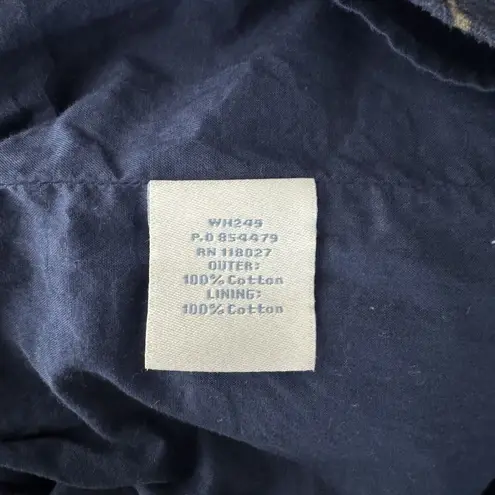 WH249
P.O 854479
RN 118027
OUTER:
100% Cotton
LINING:
100% Cotton